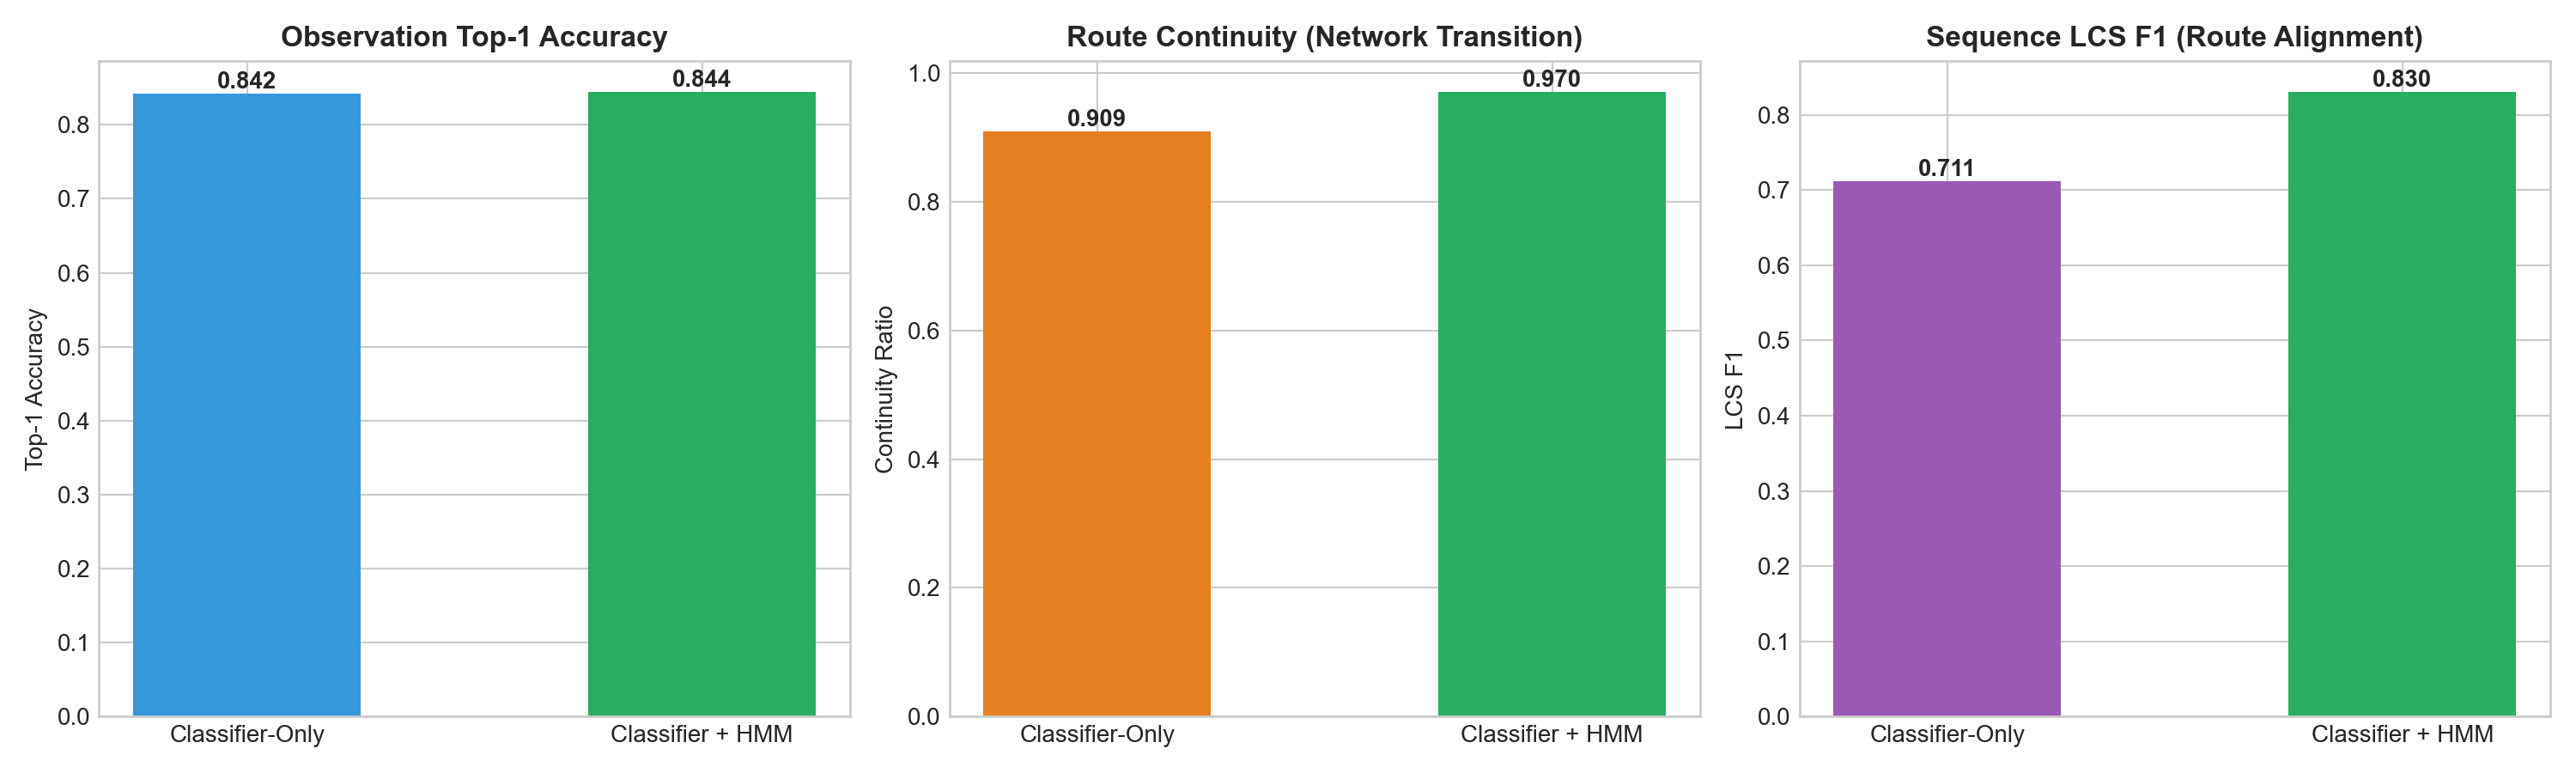 Observation Top-1 Accuracy
Top-1 Accuracy
0.8
0.7
0.6
0.5
0.4
0.3
0.2
0.1
0.0
0.842
0.844
Classifier-Only
Classifier + HMM
Route Continuity (Network Transition)
Continuity Ratio
1.0
0.8
0.6
0.4
0.2
0.0
0.909
0.970
Classifier-Only
Classifier + HMM
Sequence LCS F1 (Route Alignment)
LCS F1
0.8
0.7
0.6
0.5
0.4
0.3
0.2
0.1
0.0
0.711
0.830
Classifier-Only
Classifier + HMM